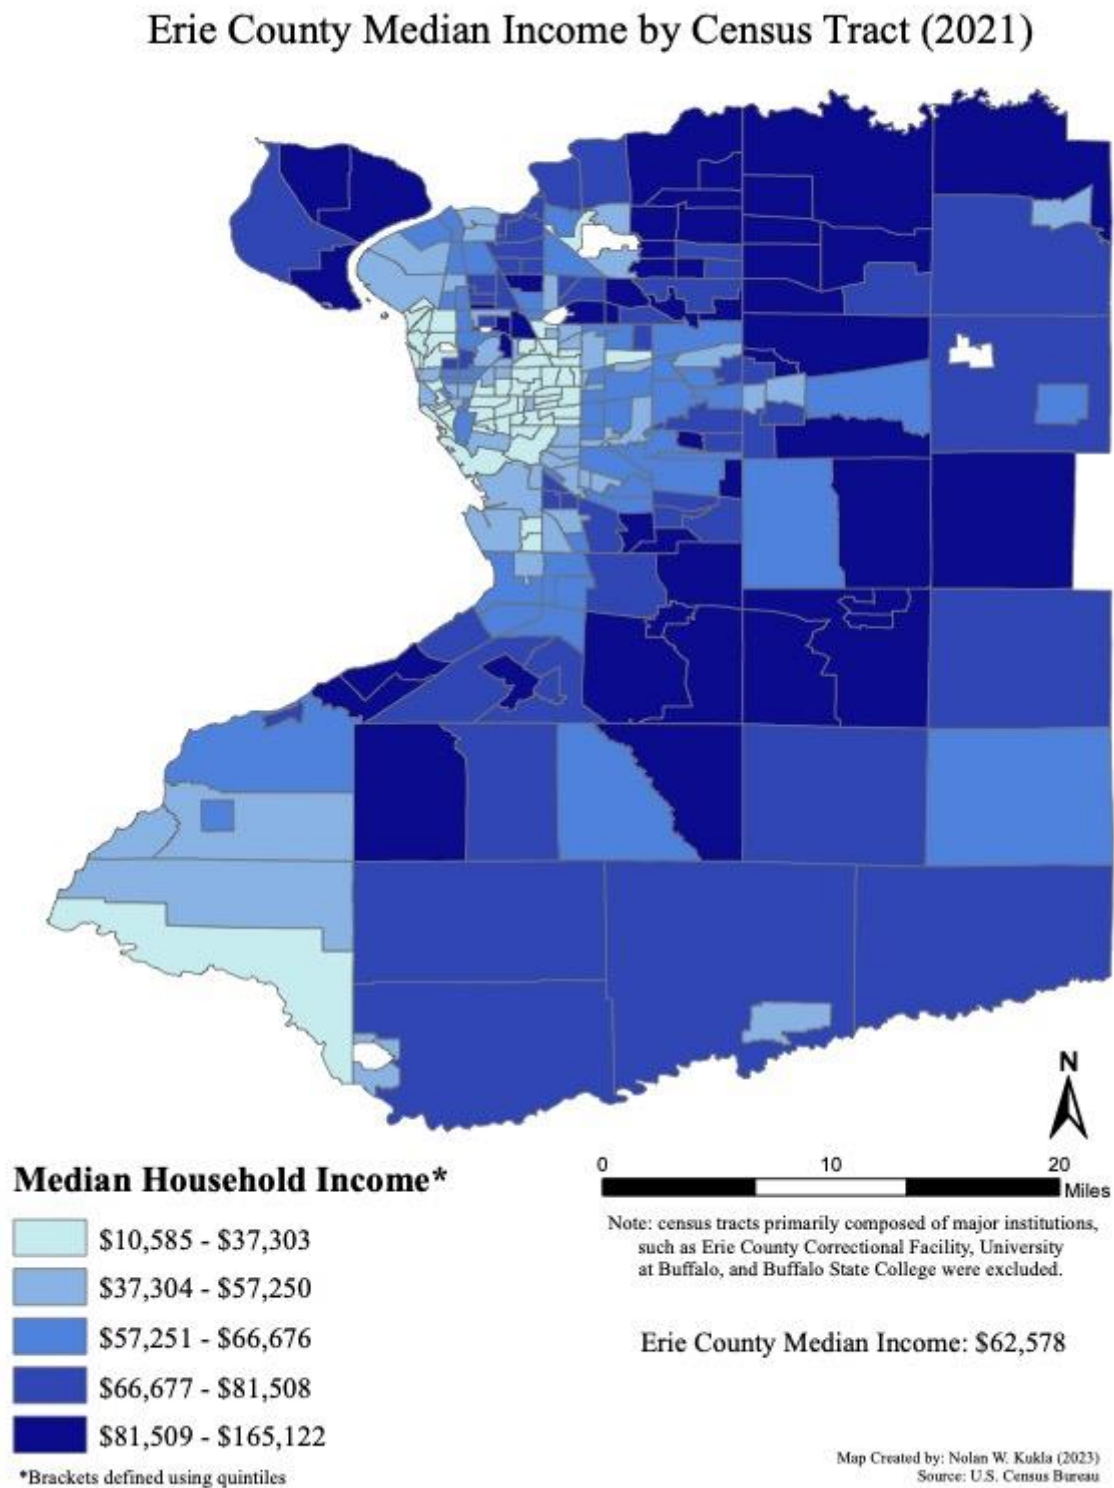 Erie County Median Income by Census Tract (2021)
N
0 10 20
Miles
Median Household Income*
$10,585 - $37,303
$37,304 - $57,250
$57,251 - $66,676
$66,677 - $81,508
$81,509 - $165,122
*Brackets defined using quintiles
Note: census tracts primarily composed of major institutions,
such as Erie County Correctional Facility, University
at Buffalo, and Buffalo State College were excluded.
Erie County Median Income: $62,578
Map Created by: Nolan W. Kukla (2023)
Source: U.S. Census Bureau